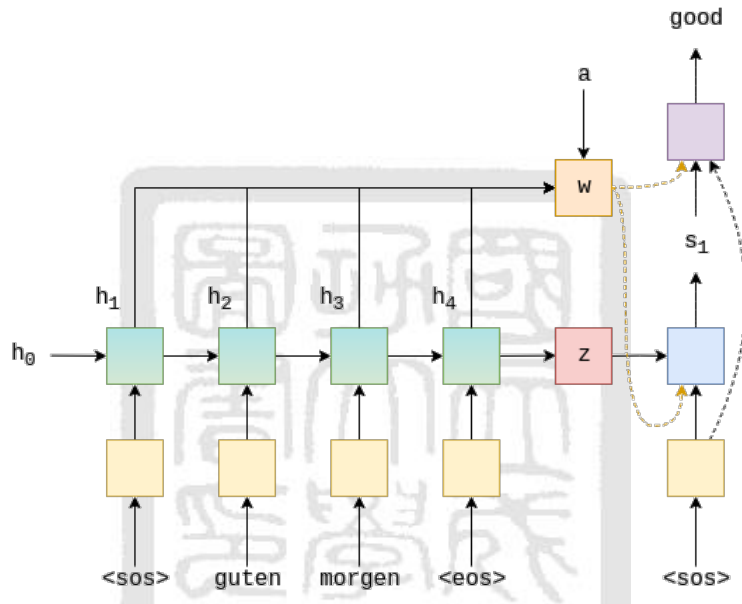 good
a
w
s₁
h₁ h₂ h₃ h₄
h₀ z
<sos> guten morgen <eos> <sos>